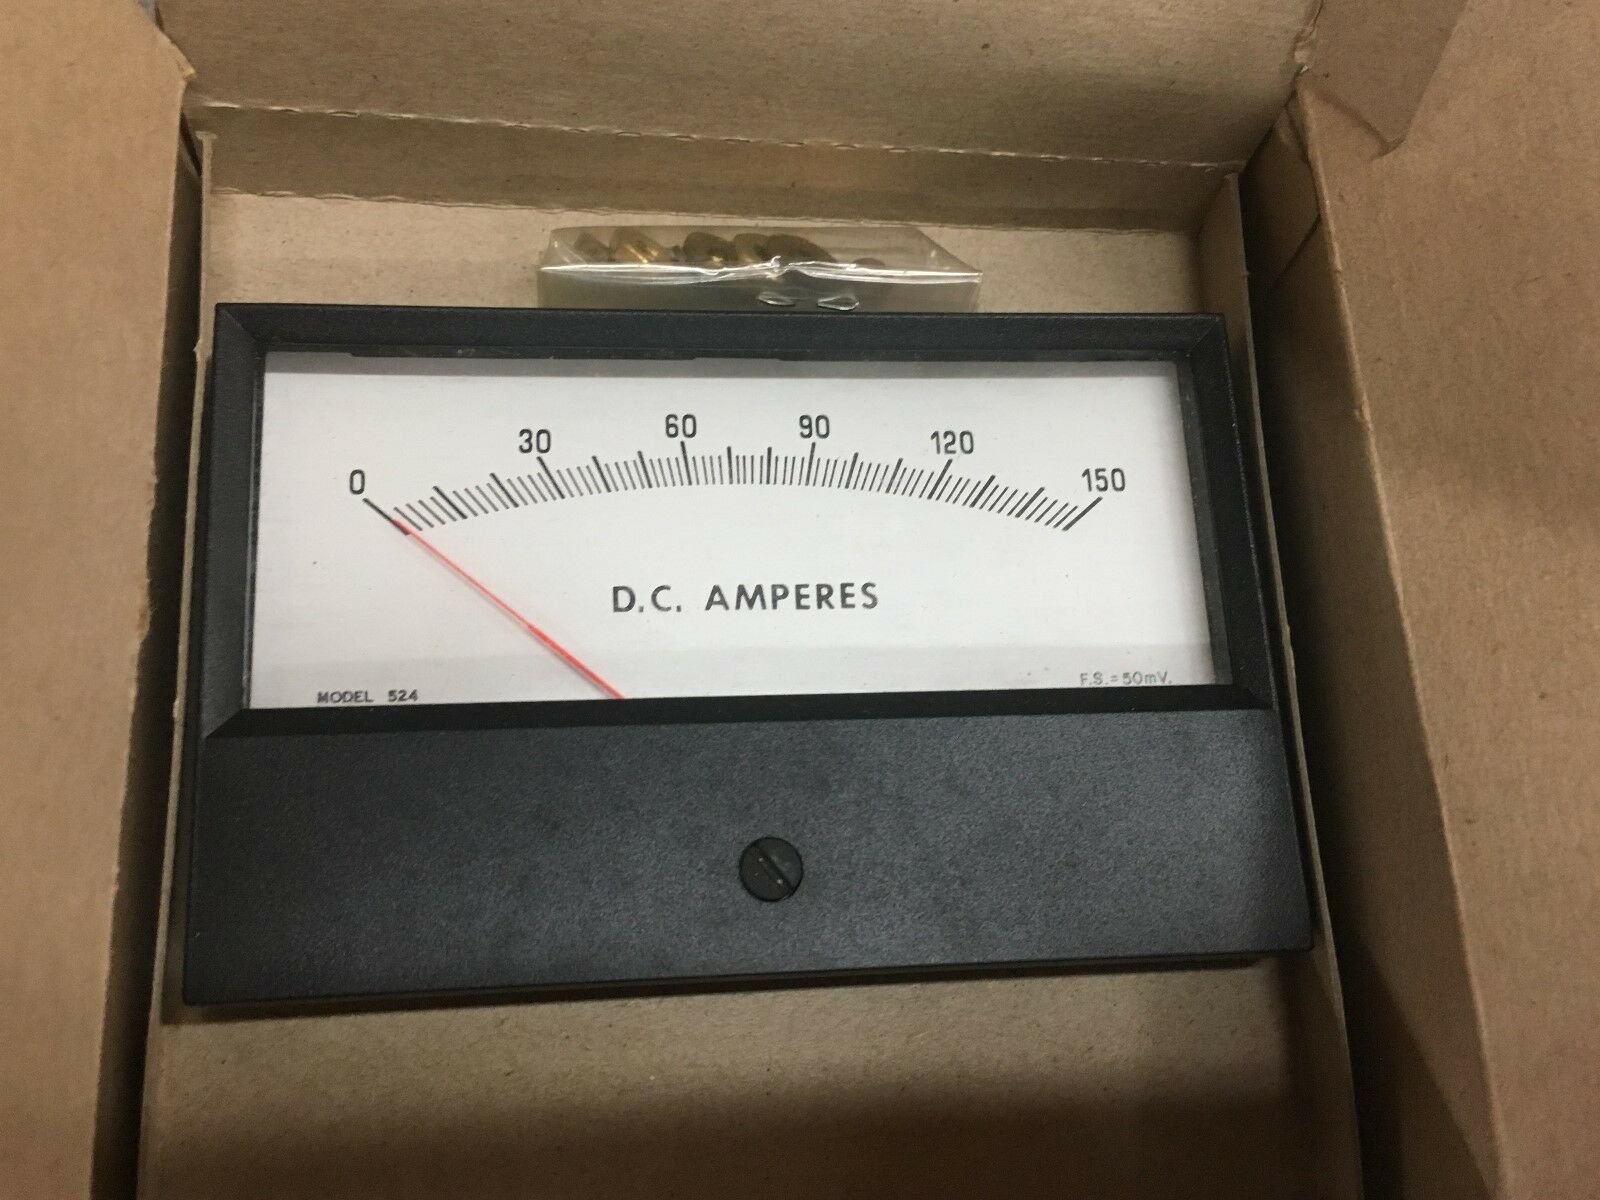 0 30 60 90 120 150
D.C. AMPERES
MODEL 524
F.S.=50mV.